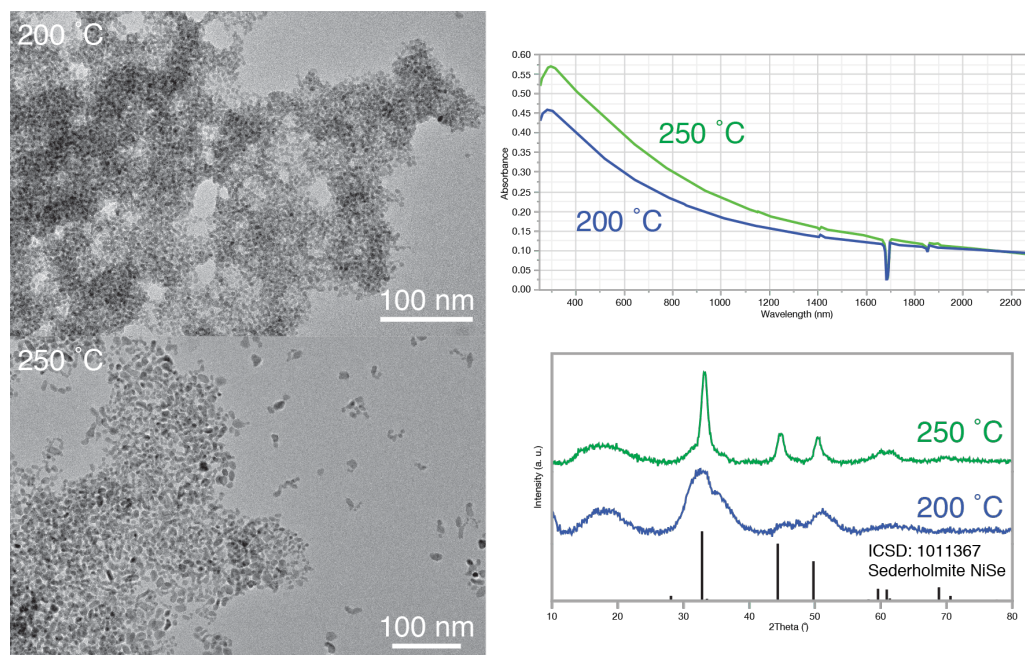 200 °C
100 nm
250 °C
100 nm
0.60
0.55
0.50
0.45
0.40
0.35
0.30
0.25
0.20
0.15
0.10
0.05
0.00
Absorbance
250 °C
200 °C
400
600
800
1000
1200
1400
1600
1800
2000
2200
Wavelength (nm)
Intensity (a. u.)
250 °C
200 °C
ICSD: 1011367
Sederholmite NiSe
10
20
30
40
50
60
70
80
2Theta (°)